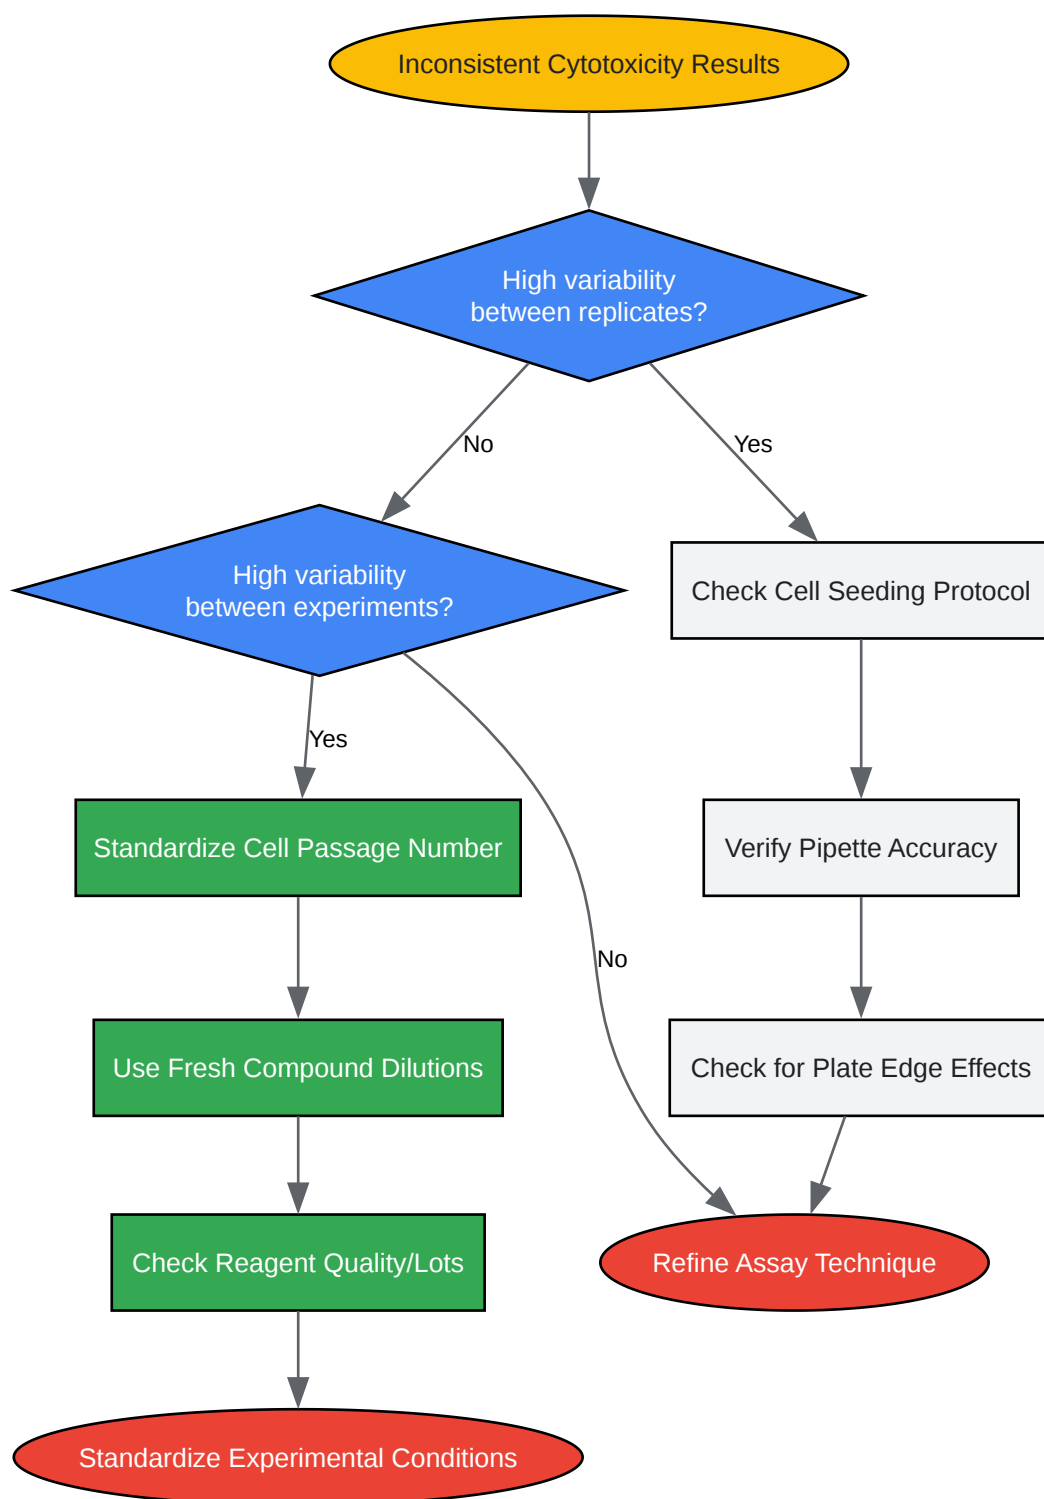 Inconsistent Cytotoxicity Results
High variability
between replicates?
No
Yes
High variability
between experiments?
Check Cell Seeding Protocol
Yes
Standardize Cell Passage Number
Verify Pipette Accuracy
No
Use Fresh Compound Dilutions
Check for Plate Edge Effects
Check Reagent Quality/Lots
Refine Assay Technique
Standardize Experimental Conditions